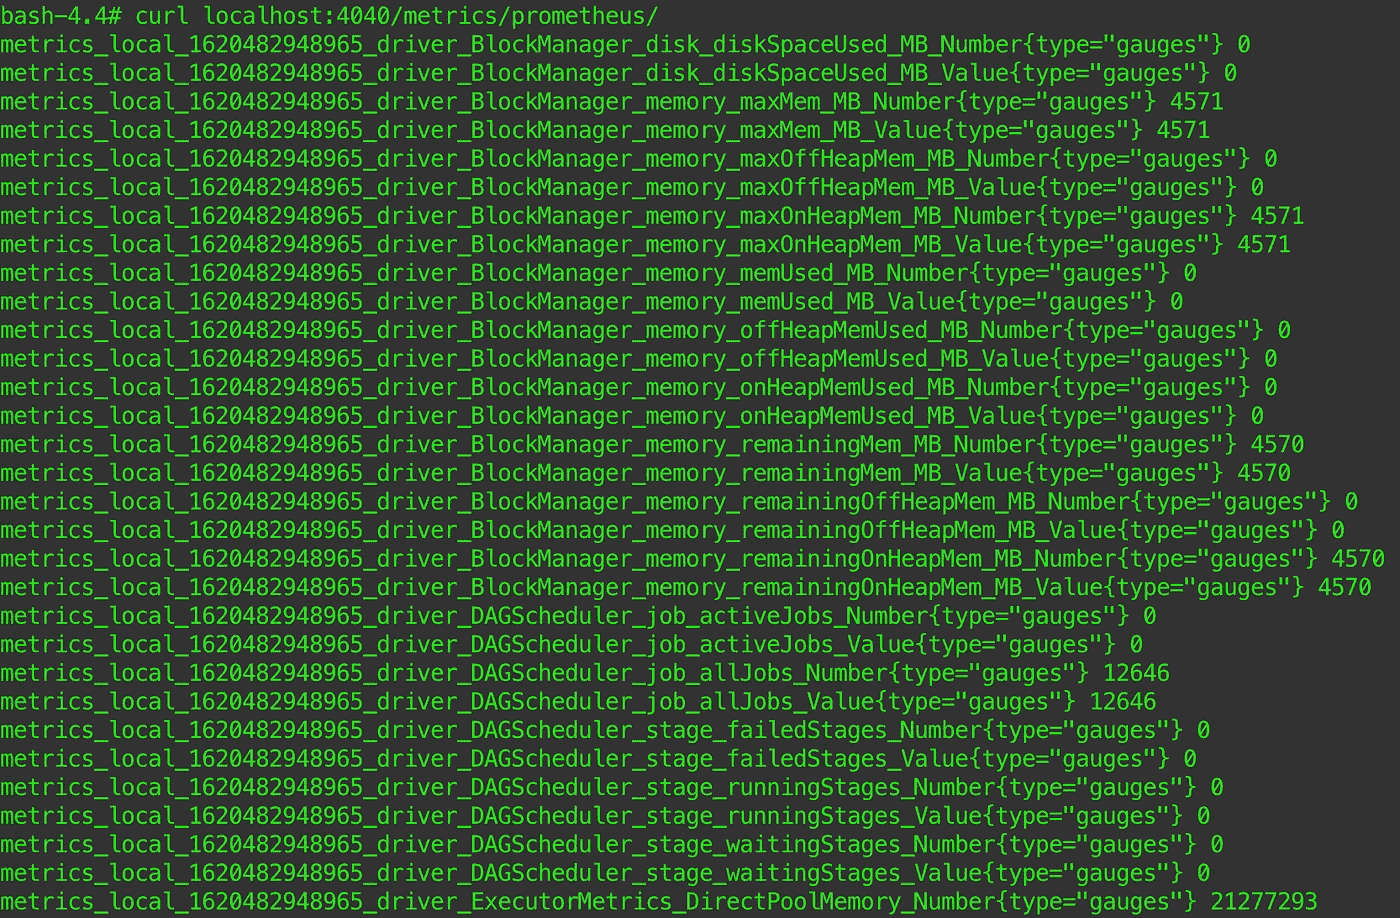 bash-4.4# curl localhost:4040/metrics/prometheus/
metrics_local_1620482948965_driver_BlockManager_disk_diskSpaceUsed_MB_Number{type="gauges"} 0
metrics_local_1620482948965_driver_BlockManager_disk_diskSpaceUsed_MB_Value{type="gauges"} 0
metrics_local_1620482948965_driver_BlockManager_memory_maxMem_MB_Number{type="gauges"} 4571
metrics_local_1620482948965_driver_BlockManager_memory_maxMem_MB_Value{type="gauges"} 4571
metrics_local_1620482948965_driver_BlockManager_memory_maxOffHeapMem_MB_Number{type="gauges"} 0
metrics_local_1620482948965_driver_BlockManager_memory_maxOffHeapMem_MB_Value{type="gauges"} 0
metrics_local_1620482948965_driver_BlockManager_memory_maxOnHeapMem_MB_Number{type="gauges"} 4571
metrics_local_1620482948965_driver_BlockManager_memory_maxOnHeapMem_MB_Value{type="gauges"} 4571
metrics_local_1620482948965_driver_BlockManager_memory_memUsed_MB_Number{type="gauges"} 0
metrics_local_1620482948965_driver_BlockManager_memory_memUsed_MB_Value{type="gauges"} 0
metrics_local_1620482948965_driver_BlockManager_memory_offHeapMemUsed_MB_Number{type="gauges"} 0
metrics_local_1620482948965_driver_BlockManager_memory_offHeapMemUsed_MB_Value{type="gauges"} 0
metrics_local_1620482948965_driver_BlockManager_memory_onHeapMemUsed_MB_Number{type="gauges"} 0
metrics_local_1620482948965_driver_BlockManager_memory_onHeapMemUsed_MB_Value{type="gauges"} 0
metrics_local_1620482948965_driver_BlockManager_memory_remainingMem_MB_Number{type="gauges"} 4570
metrics_local_1620482948965_driver_BlockManager_memory_remainingMem_MB_Value{type="gauges"} 4570
metrics_local_1620482948965_driver_BlockManager_memory_remainingOffHeapMem_MB_Number{type="gauges"} 0
metrics_local_1620482948965_driver_BlockManager_memory_remainingOffHeapMem_MB_Value{type="gauges"} 0
metrics_local_1620482948965_driver_BlockManager_memory_remainingOnHeapMem_MB_Number{type="gauges"} 4570
metrics_local_1620482948965_driver_BlockManager_memory_remainingOnHeapMem_MB_Value{type="gauges"} 4570
metrics_local_1620482948965_driver_DAGScheduler_job_activeJobs_Number{type="gauges"} 0
metrics_local_1620482948965_driver_DAGScheduler_job_activeJobs_Value{type="gauges"} 0
metrics_local_1620482948965_driver_DAGScheduler_job_allJobs_Number{type="gauges"} 12646
metrics_local_1620482948965_driver_DAGScheduler_job_allJobs_Value{type="gauges"} 12646
metrics_local_1620482948965_driver_DAGScheduler_stage_failedStages_Number{type="gauges"} 0
metrics_local_1620482948965_driver_DAGScheduler_stage_failedStages_Value{type="gauges"} 0
metrics_local_1620482948965_driver_DAGScheduler_stage_runningStages_Number{type="gauges"} 0
metrics_local_1620482948965_driver_DAGScheduler_stage_runningStages_Value{type="gauges"} 0
metrics_local_1620482948965_driver_DAGScheduler_stage_waitingStages_Number{type="gauges"} 0
metrics_local_1620482948965_driver_DAGScheduler_stage_waitingStages_Value{type="gauges"} 0
metrics_local_1620482948965_driver_ExecutorMetrics_DirectPoolMemory_Number{type="gauges"} 21277293